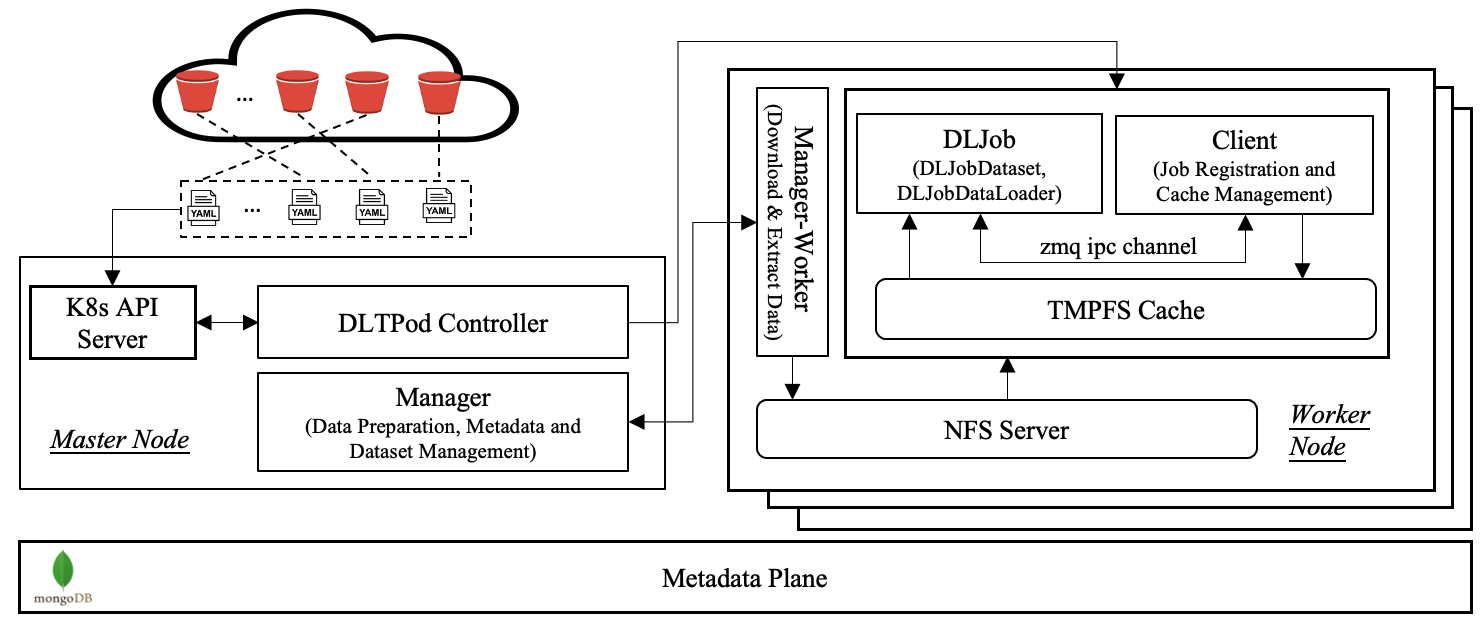 ...
YAML
...
YAML
YAML
YAML
K8s API
Server
DLTPod Controller
Manager
(Data Preparation, Metadata and
Dataset Management)
Master Node
Manager-Worker
(Download & Extract Data)
DLJob
(DLJobDataset,
DLJobDataLoader)
Client
(Job Registration and
Cache Management)
zmq ipc channel
TMPFS Cache
NFS Server
Worker
Node
mongoDB
Metadata Plane